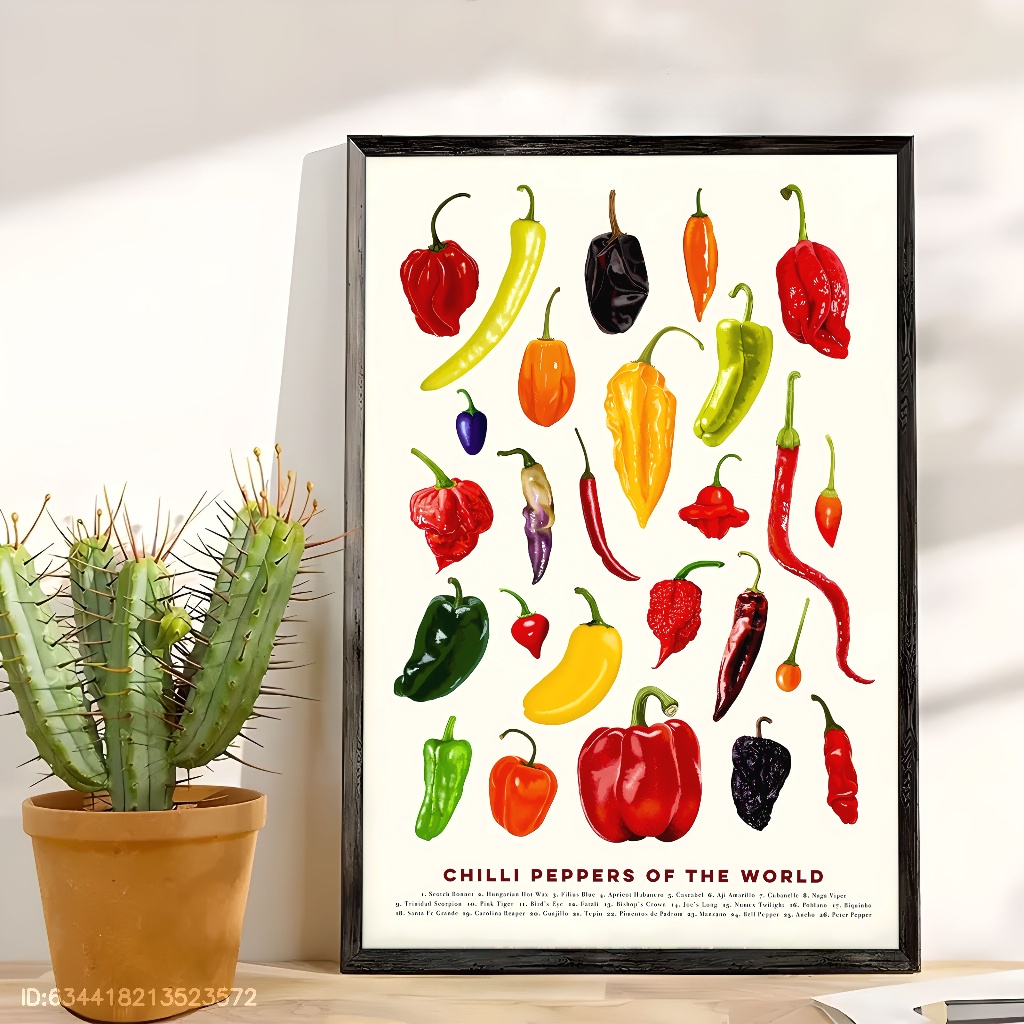 CHILLI PEPPERS OF THE WORLD
1. Scotch Bonnet 2. Hungarian Hot Wax 3. Filius Blue 4. Apricot Habanero 5. Cascabel 6. Aji Amarillo 7. Cubanelle 8. Naga Viper
9. Trinidad Scorpion 10. Pink Tiger 11. Bird's Eye 12. Fatali 13. Bishop's Crown 14. Joe's Long 15. Numex Twilight 16. Poblano 17. Biquinho
18. Santa Fe Grande 19. Carolina Reaper 20. Guajillo 21. Tepin 22. Pimentos de Padron 23. Manzano 24. Bell Pepper 25. Ancho 26. Peter Pepper
ID:634418213523572